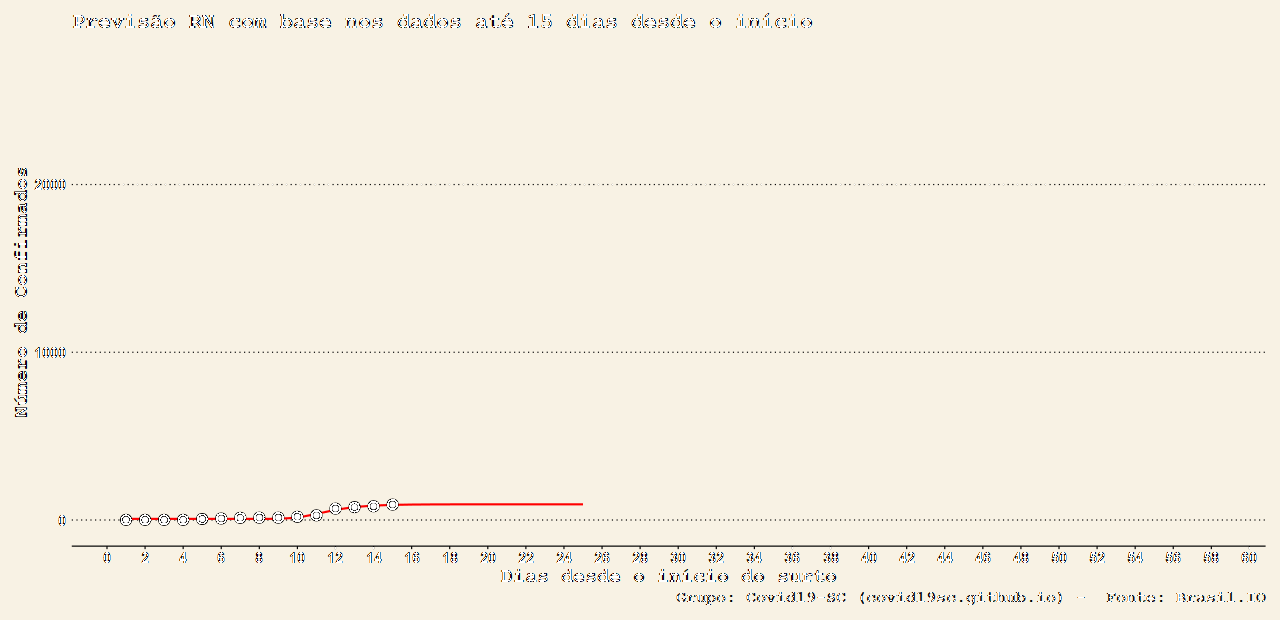 Previsão RN com base nos dados até 15 dias desde o início
Número de Confirmados
20000
10000
0
0 2 4 6 8 10 12 14 16 18 20 22 24 26 28 30 32 34 36 38 40 42 44 46 48 50 52 54 56 58 60
Dias desde o início do surto
Grupo: Covid19-SC (covid19sc.github.io) -- Fonte: Brasil.IO